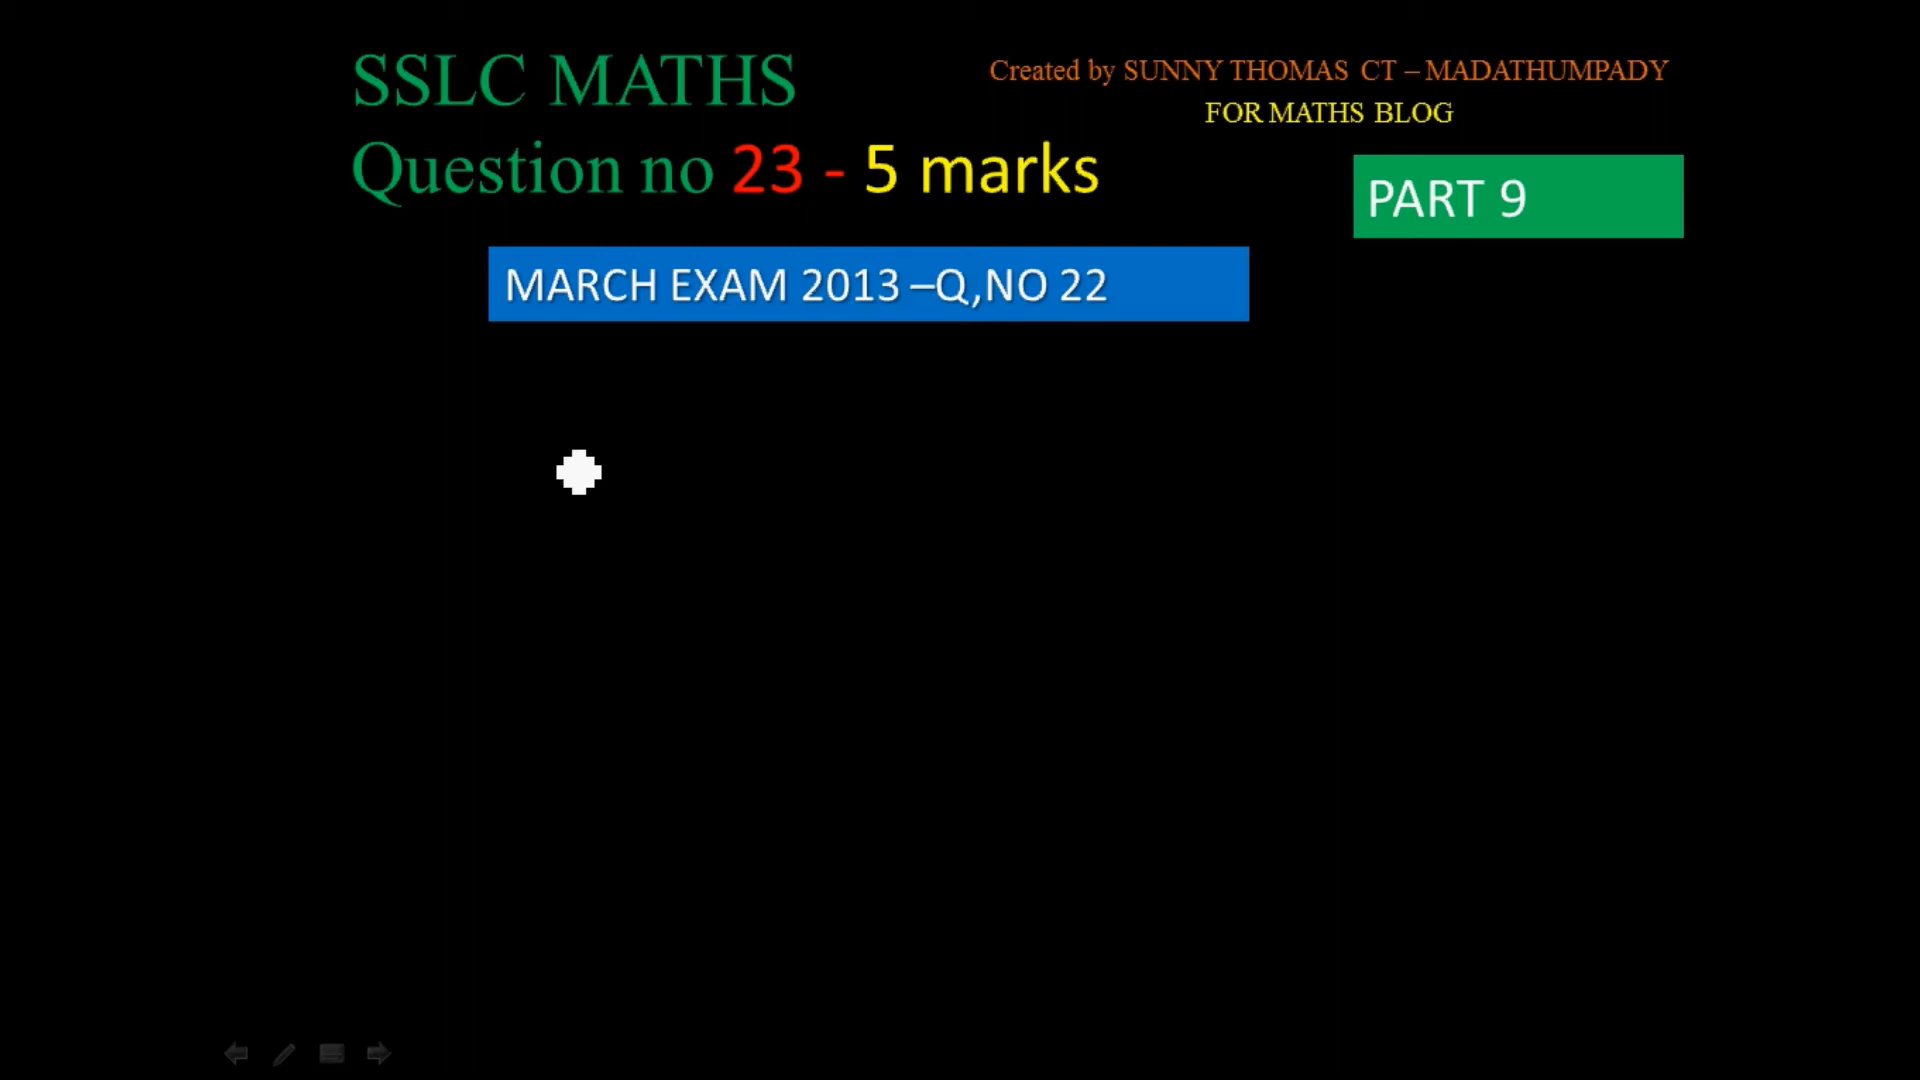 SSLC MATHS
Created by SUNNY THOMAS CT – MADATHUMPADY
FOR MATHS BLOG
Question no 23 - 5 marks
PART 9
MARCH EXAM 2013 –Q,NO 22